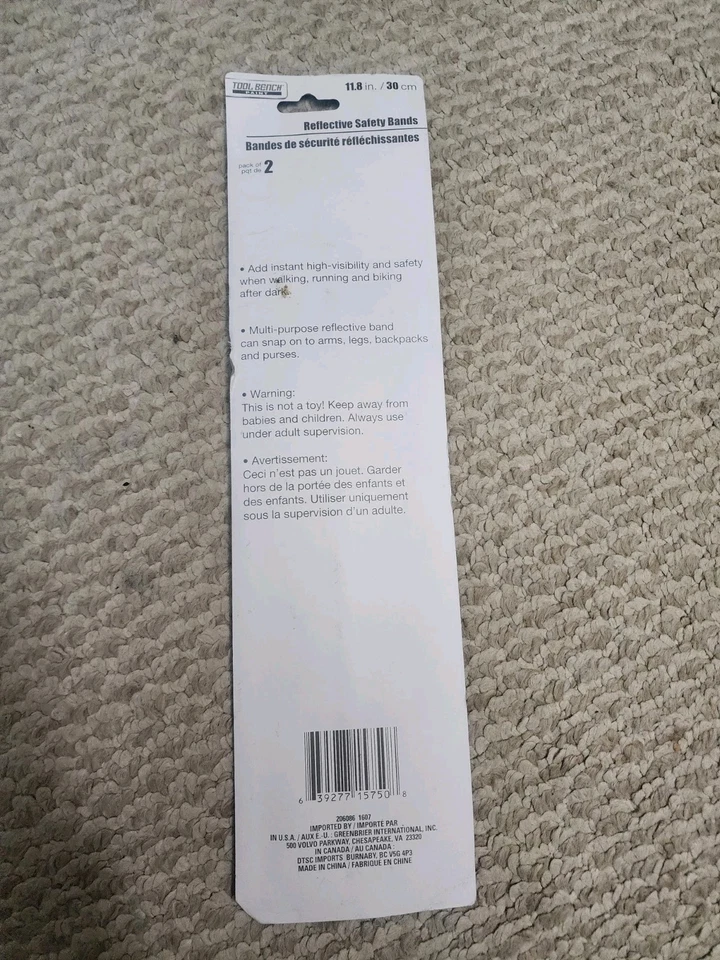 TOOL BENCH
11.8 in. / 30 cm
Reflective Safety Bands
Bandes de sécurité réfléchissantes
pack of
pqt de 2
• Add instant high-visibility and safety
when walking, running and biking
after dark.
• Multi-purpose reflective band
can snap on to arms, legs, backpacks
and purses.
• Warning:
This is not a toy! Keep away from
babies and children. Always use
under adult supervision.
• Avertissement:
Ceci n'est pas un jouet. Garder
hors de la portée des enfants et
des enfants. Utiliser uniquement
sous la supervision d'un adulte.
6 39277 15750 8
206086 1607
IMPORTED BY / IMPORTÉ PAR
IN U.S.A. / AUX É.-U.: GREENBRIER INTERNATIONAL, INC.
500 VOLVO PARKWAY, CHESAPEAKE, VA 23320
IN CANADA / AU CANADA:
DTSC IMPORTS BURNABY, BC V5G 4P3
MADE IN CHINA / FABRIQUÉ EN CHINE